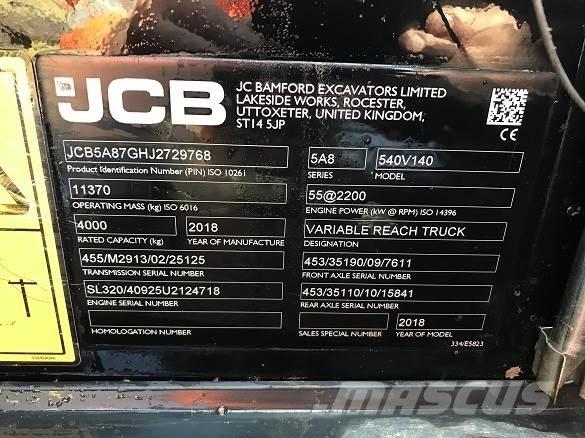 JCB
JC BAMFORD EXCAVATORS LIMITED
LAKESIDE WORKS, ROCESTER,
UTTOXETER, UNITED KINGDOM,
ST14 5JP
CE
JCB5A87GHJ2729768
Product Identification Number (PIN) ISO 10261
5A8 540V140
SERIES MODEL
11370
OPERATING MASS (kg) ISO 6016
55@2200
ENGINE POWER (kW @ RPM) ISO 14396
4000 2018
RATED CAPACITY (kg) YEAR OF MANUFACTURE
VARIABLE REACH TRUCK
DESIGNATION
455/M2913/02/25125
TRANSMISSION SERIAL NUMBER
453/35190/09/7611
FRONT AXLE SERIAL NUMBER
SL320/40925U2124718
ENGINE SERIAL NUMBER
453/35110/10/15841
REAR AXLE SERIAL NUMBER
HOMOLOGATION NUMBER
2018
SALES SPECIAL NUMBER YEAR OF MODEL
334/E5823
MASCUS